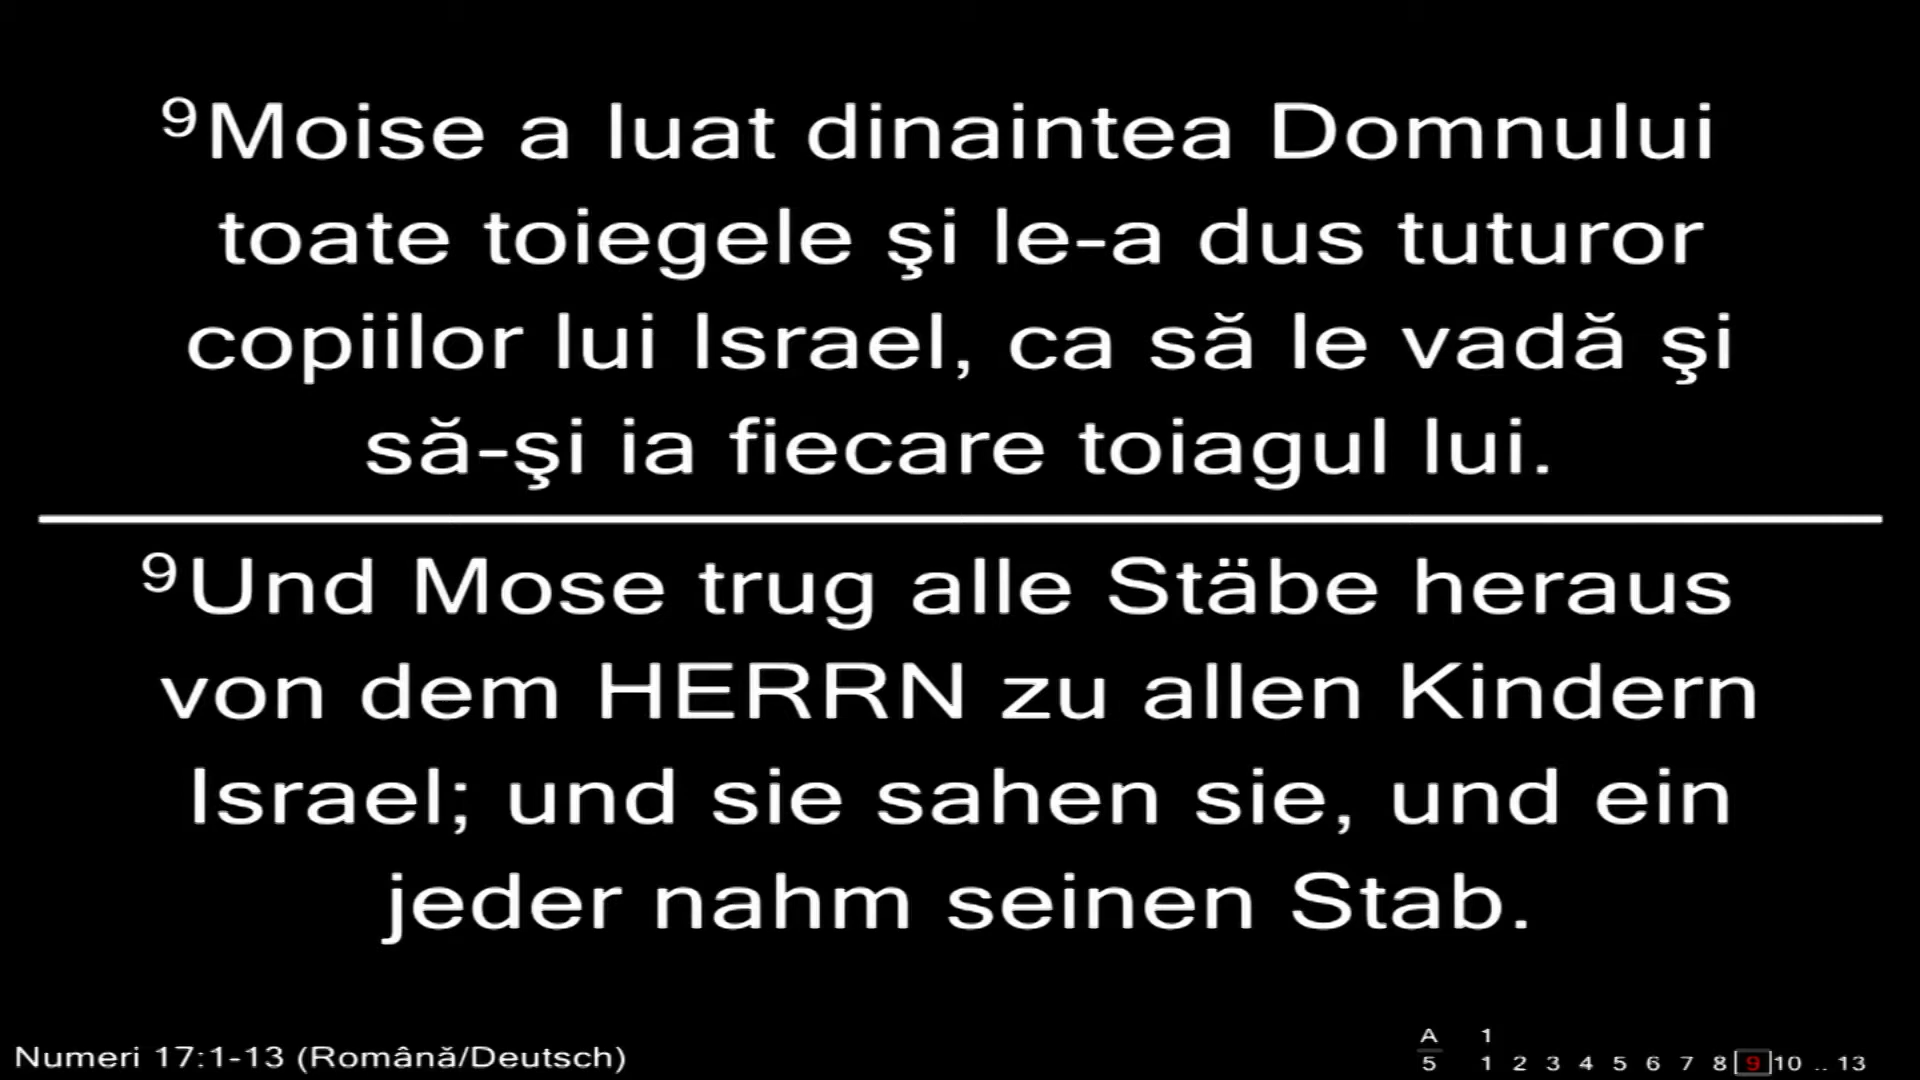 9Moise a luat dinaintea Domnului
toate toiegele şi le-a dus tuturor
copiilor lui Israel, ca să le vadă şi
să-şi ia fiecare toiagul lui.
9Und Mose trug alle Stäbe heraus
von dem HERRN zu allen Kindern
Israel; und sie sahen sie, und ein
jeder nahm seinen Stab.
Numeri 17:1-13 (Română/Deutsch)
A 1
5 1 2 3 4 5 6 7 8 9 10 .. 13